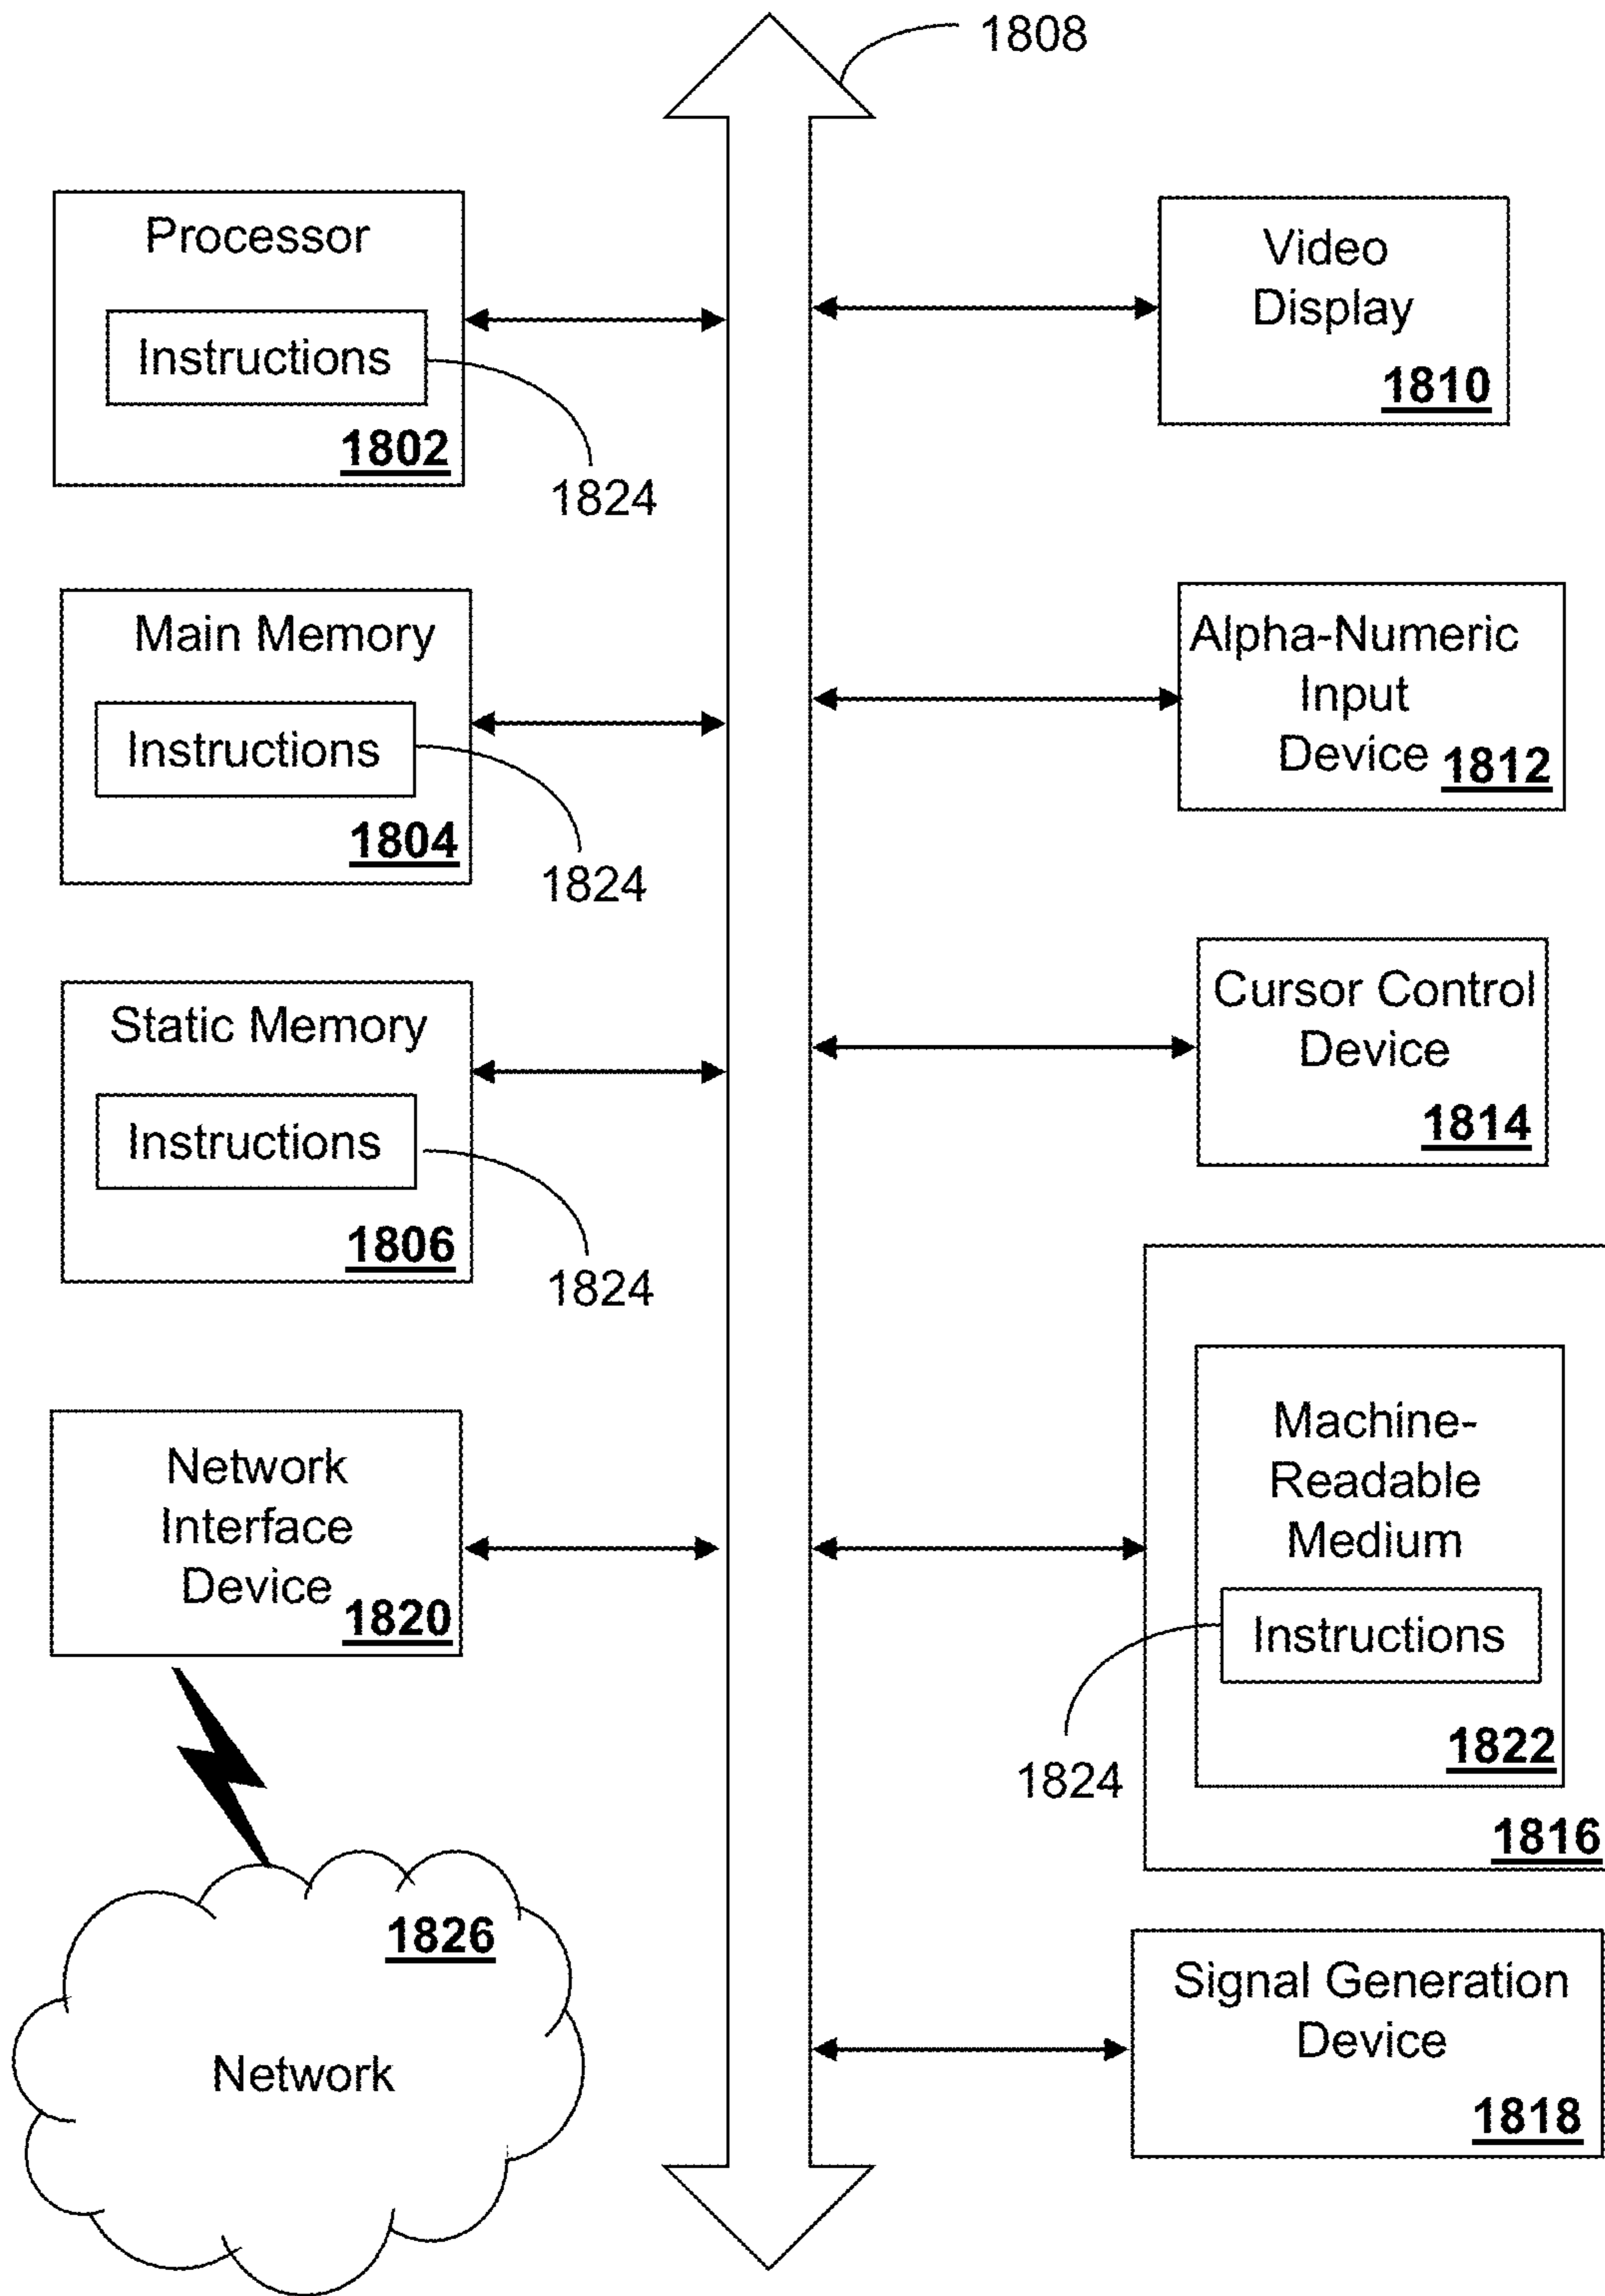 1808
Processor
Instructions
1802
1824
Main Memory
Instructions
1804
1824
Static Memory
Instructions
1806
1824
Network
Interface
Device
1820
1826
Network
Video
Display
1810
Alpha-Numeric
Input
Device 1812
Cursor Control
Device
1814
Machine-
Readable
Medium
Instructions
1822
1824
1816
Signal Generation
Device
1818